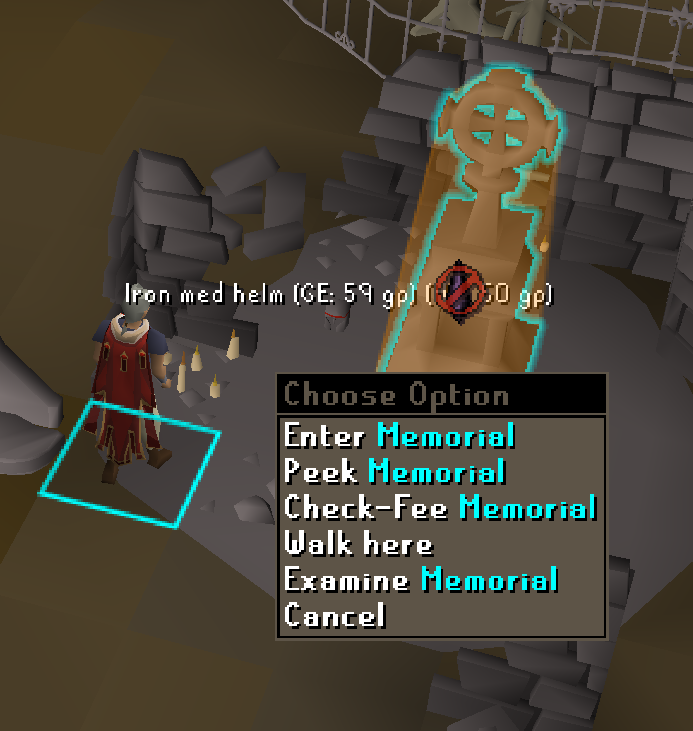 Iron med helm (GE: 59 gp) ( 50 gp)
Choose Option
Enter Memorial
Peek Memorial
Check-Fee Memorial
Walk here
Examine Memorial
Cancel